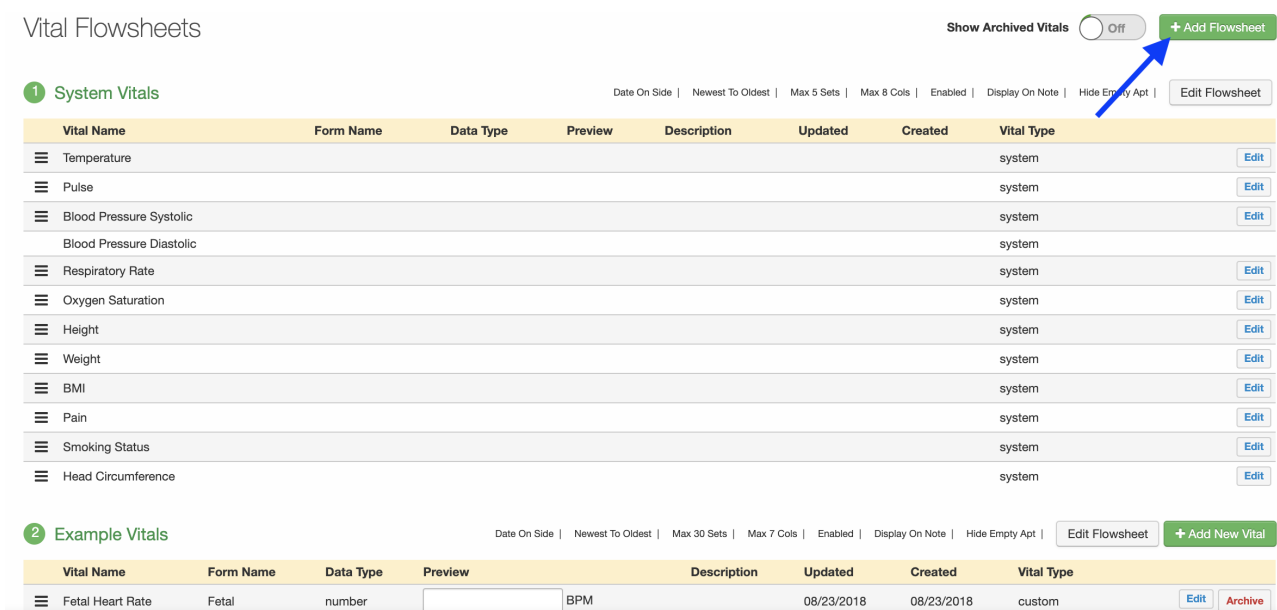 Vital Flowsheets Show Archived Vitals Off + Add Flowsheet
1 System Vitals Date On Side | Newest To Oldest | Max 5 Sets | Max 8 Cols | Enabled | Display On Note | Hide Empty Apt | Edit Flowsheet
Vital Name Form Name Data Type Preview Description Updated Created Vital Type
Temperature system Edit
Pulse system Edit
Blood Pressure Systolic system Edit
Blood Pressure Diastolic system
Respiratory Rate system Edit
Oxygen Saturation system Edit
Height system Edit
Weight system Edit
BMI system Edit
Pain system Edit
Smoking Status system Edit
Head Circumference system Edit
2 Example Vitals Date On Side | Newest To Oldest | Max 30 Sets | Max 7 Cols | Enabled | Display On Note | Hide Empty Apt | Edit Flowsheet + Add New Vital
Vital Name Form Name Data Type Preview Description Updated Created Vital Type
Fetal Heart Rate Fetal number BPM 08/23/2018 08/23/2018 custom Edit Archive